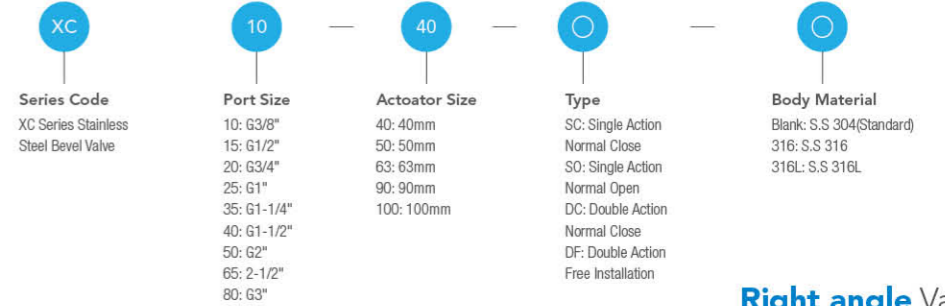 XC 10 — 40 — O — O
Series Code
XC Series Stainless
Steel Bevel Valve
Port Size
10: G3/8"
15: G1/2"
20: G3/4"
25: G1"
35: G1-1/4"
40: G1-1/2"
50: G2"
65: 2-1/2"
80: G3"
Actoator Size
40: 40mm
50: 50mm
63: 63mm
90: 90mm
100: 100mm
Type
SC: Single Action
Normal Close
SO: Single Action
Normal Open
DC: Double Action
Normal Close
DF: Double Action
Free Installation
Body Material
Blank: S.S 304(Standard)
316: S.S 316
316L: S.S 316L
Right angle Va